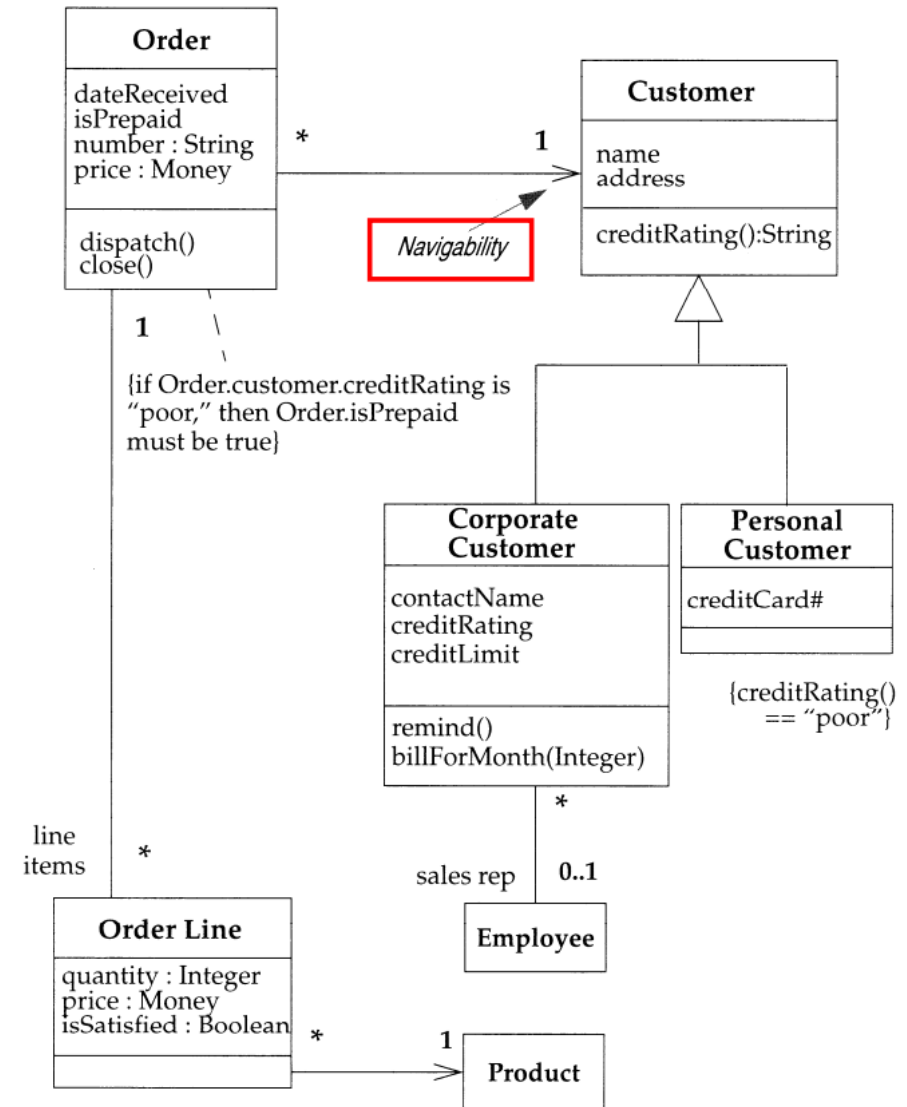 Order
dateReceived
isPrepaid
number : String
price : Money
dispatch()
close()
*
1
Customer
name
address
creditRating():String
Navigability
1
{if Order.customer.creditRating is
“poor,” then Order.isPrepaid
must be true}
Corporate
Customer
contactName
creditRating
creditLimit
remind()
billForMonth(Integer)
Personal
Customer
creditCard#
{creditRating()
== “poor”}
*
sales rep
0..1
Employee
line
items
*
Order Line
quantity : Integer
price : Money
isSatisfied : Boolean
*
1
Product